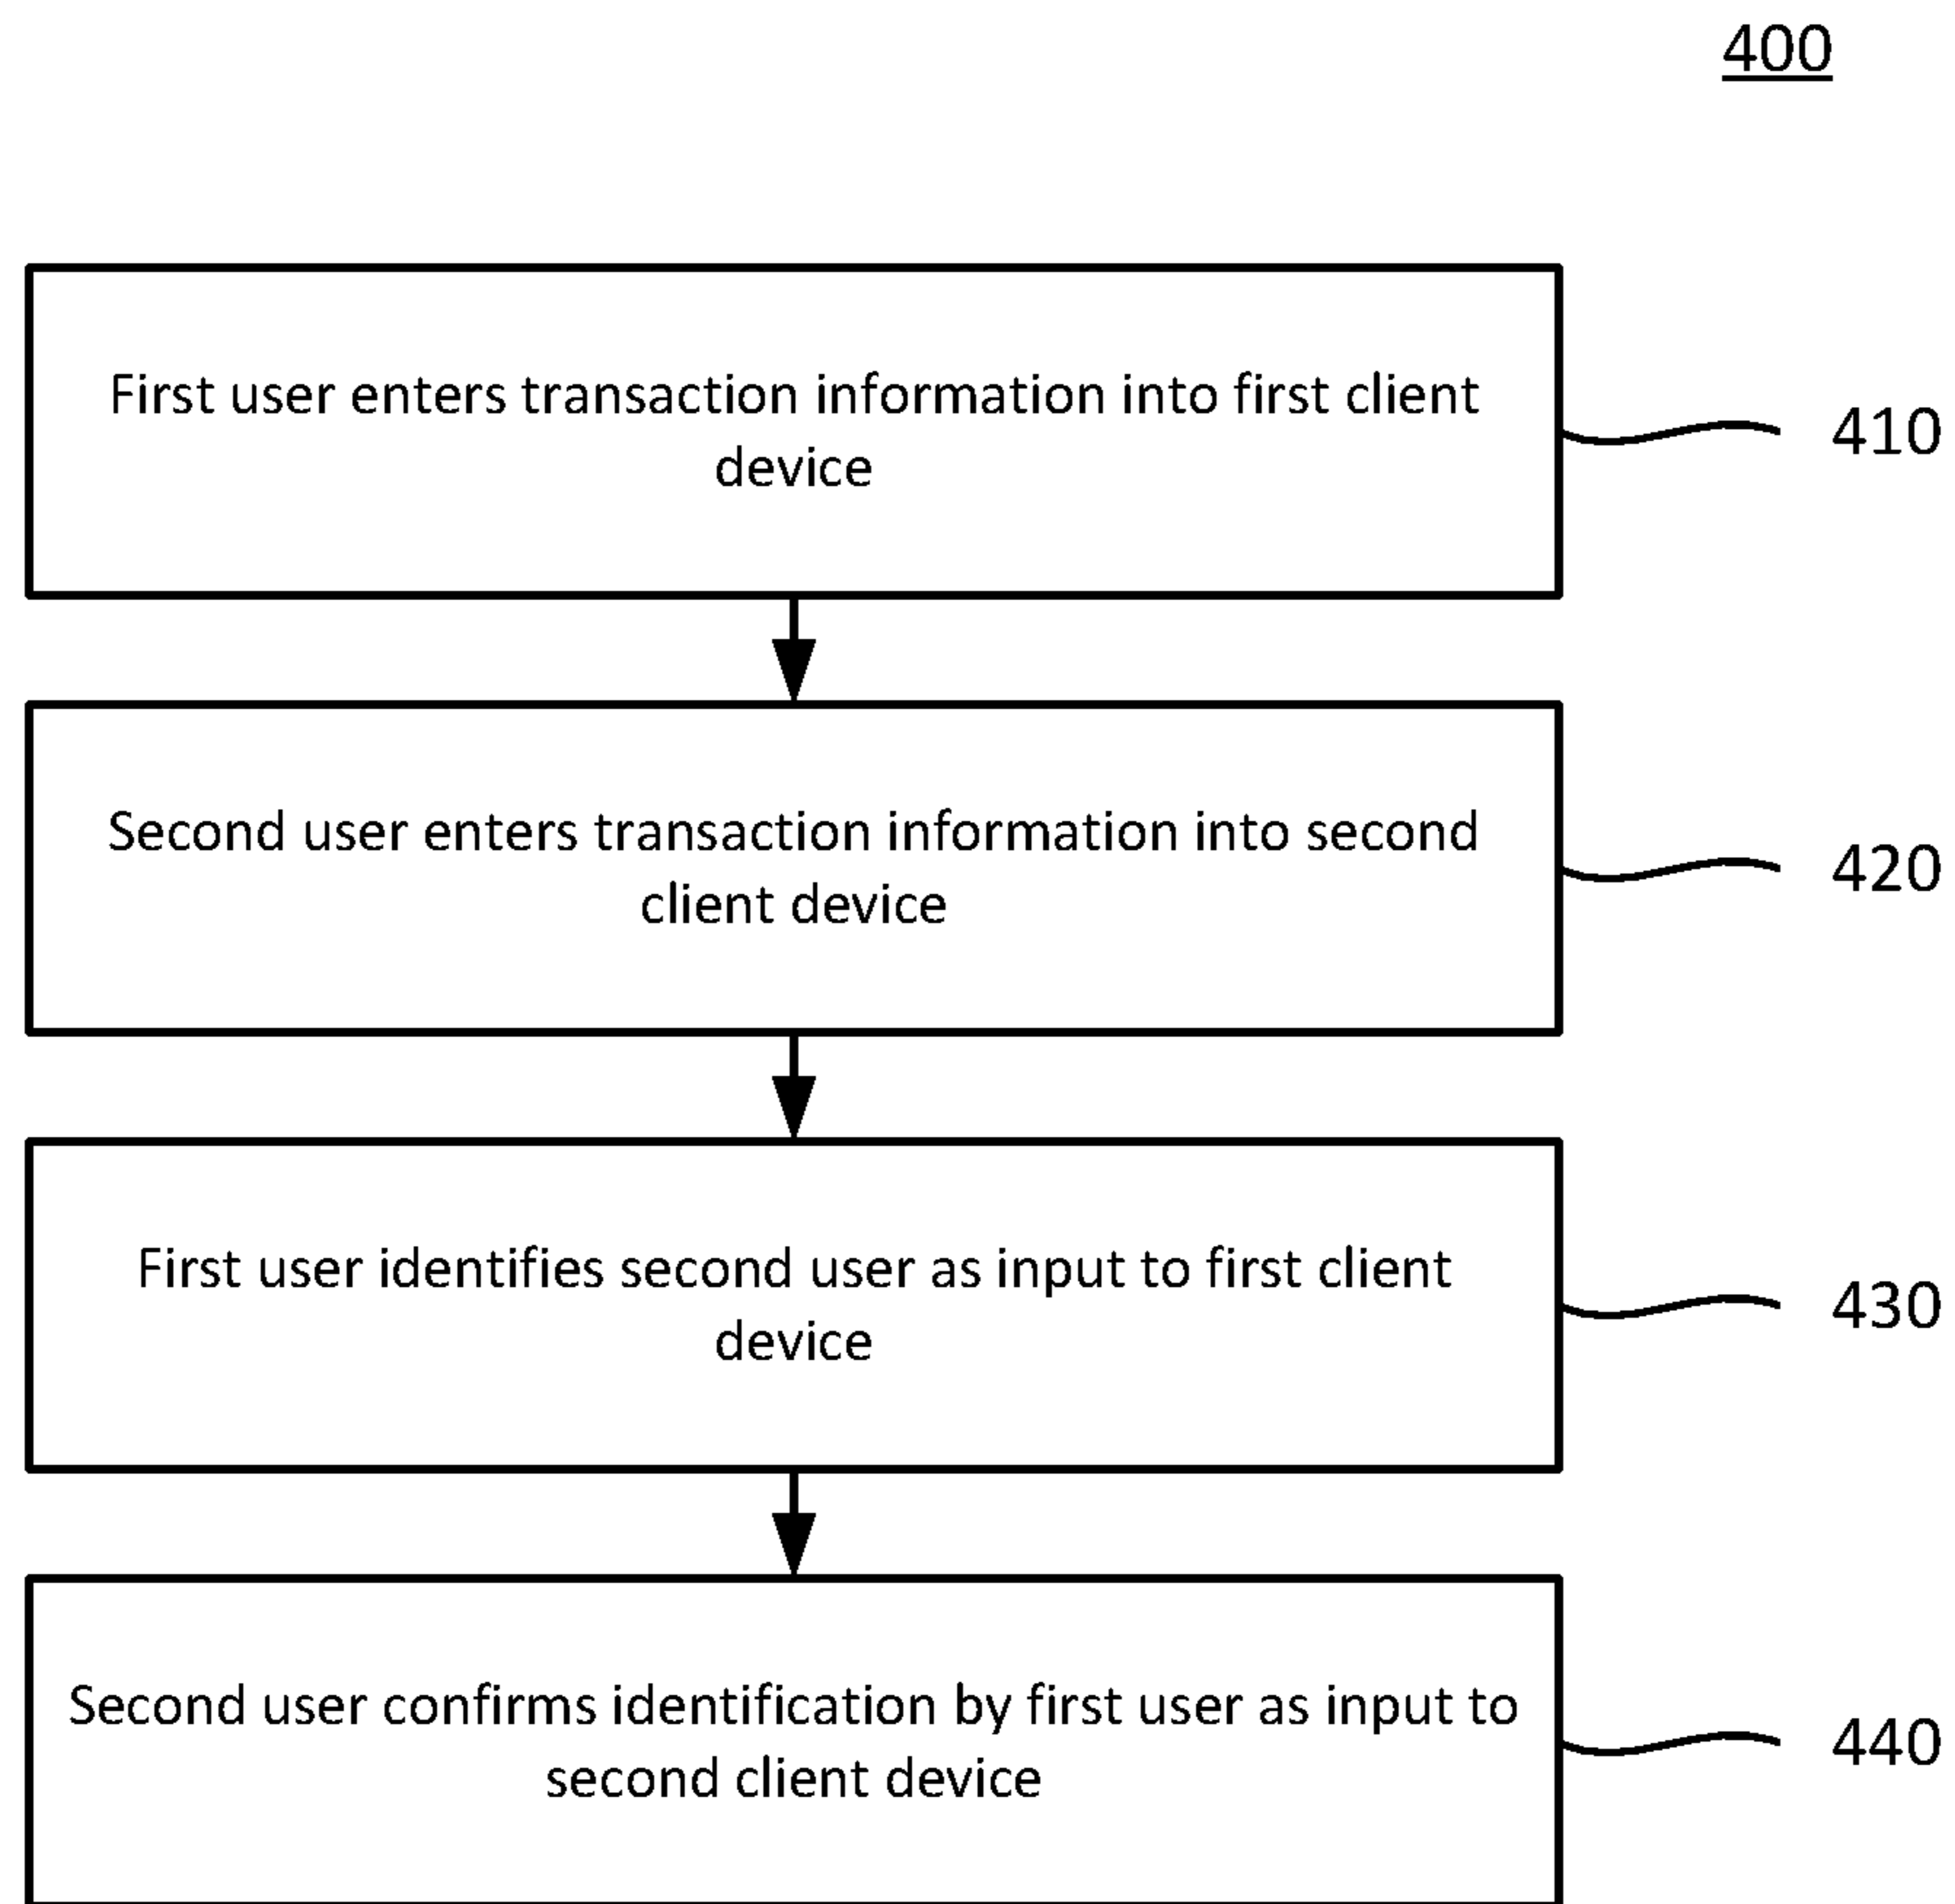 400
First user enters transaction information into first client
device
410
Second user enters transaction information into second
client device
420
First user identifies second user as input to first client
device
430
Second user confirms identification by first user as input to
second client device
440